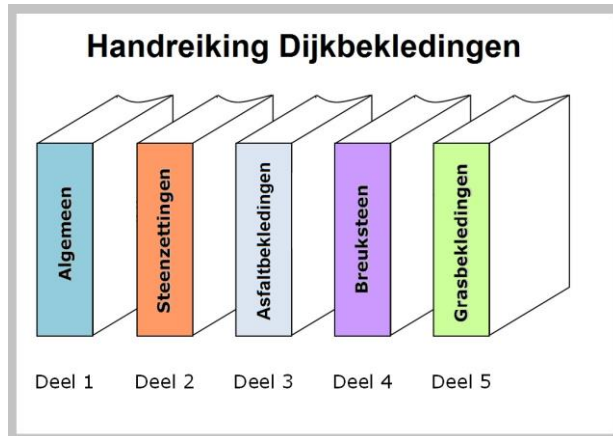 Handreiking Dijkbekledingen
Algemeen
Steenzettingen
Asfaltbekledingen
Breuksteen
Grasbekledingen
Deel 1
Deel 2
Deel 3
Deel 4
Deel 5